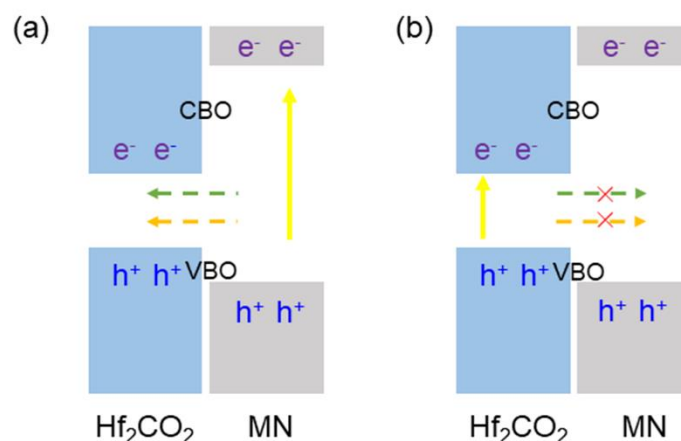 (a)
e⁻ e⁻
CBO
e⁻ e⁻
h⁺ h⁺
VBO
h⁺ h⁺
Hf₂CO₂
MN
(b)
e⁻ e⁻
CBO
e⁻ e⁻
h⁺ h⁺
VBO
h⁺ h⁺
Hf₂CO₂
MN